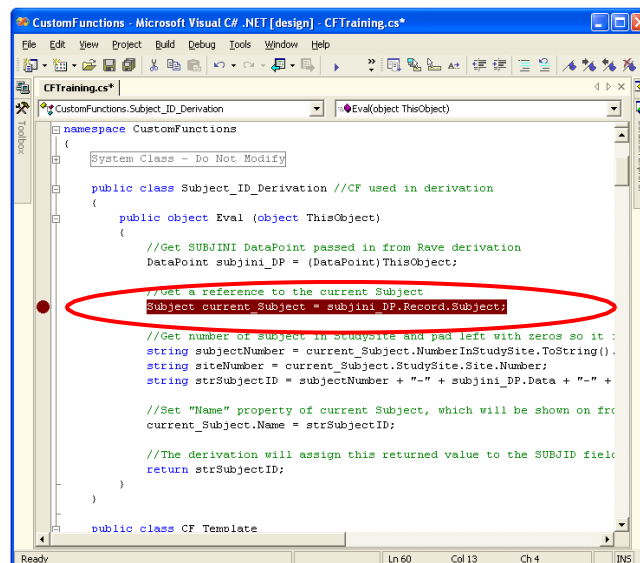 CustomFunctions - Microsoft Visual C# .NET [design] - CFTraining.cs*
File Edit View Project Build Debug Tools Window Help
CFTraining.cs*
CustomFunctions.Subject_ID_Derivation
Eval(object ThisObject)
Toolbox
namespace CustomFunctions
{
System Class - Do Not Modify
public class Subject_ID_Derivation //CF used in derivation
{
public object Eval (object ThisObject)
{
//Get SUBJINI DataPoint passed in from Rave derivation
DataPoint subjini_DP = (DataPoint)ThisObject;
//Get a reference to the current Subject
Subject current_Subject = subjini_DP.Record.Subject;
//Get number of subject in StudySite and pad left with zeros so it
string subjectNumber = current_Subject.NumberInStudySite.ToString().
string siteNumber = current_Subject.StudySite.Site.Number;
string strSubjectID = subjectNumber + "-" + subjini_DP.Data + "-" +
//Set "Name" property of current Subject, which will be shown on
current_Subject.Name = strSubjectID;
//The derivation will assign this returned value to the SUBJID
return strSubjectID;
}
}
public class CF_Template
Ready Ln 60 Col 13 Ch 4 INS